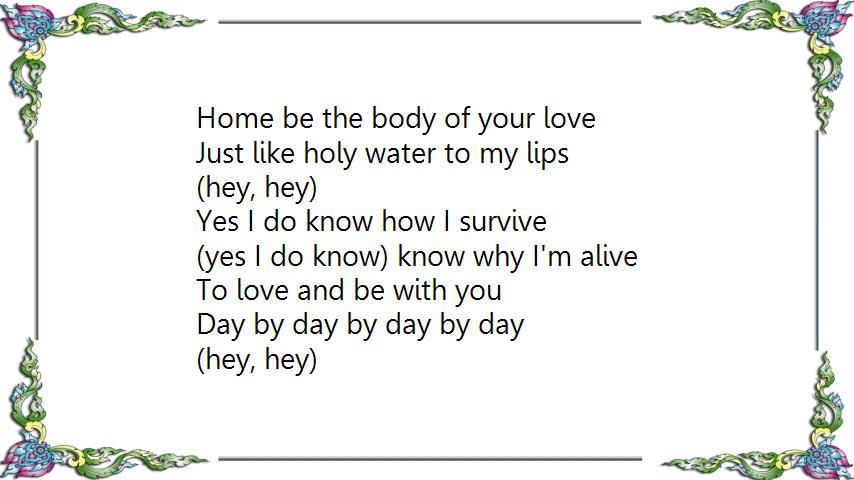 Home be the body of your love
Just like holy water to my lips
(hey, hey)
Yes I do know how I survive
(yes I do know) know why I'm alive
To love and be with you
Day by day by day by day
(hey, hey)